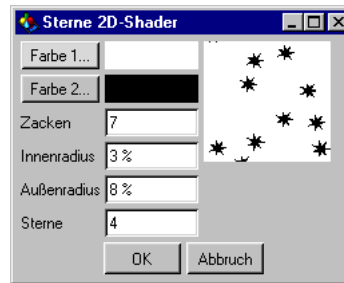 Sterne 2D-Shader
Farbe 1...
Farbe 2...
Zacken 7
Innenradius 3 %
Außenradius 8 %
Sterne 4
OK Abbruch